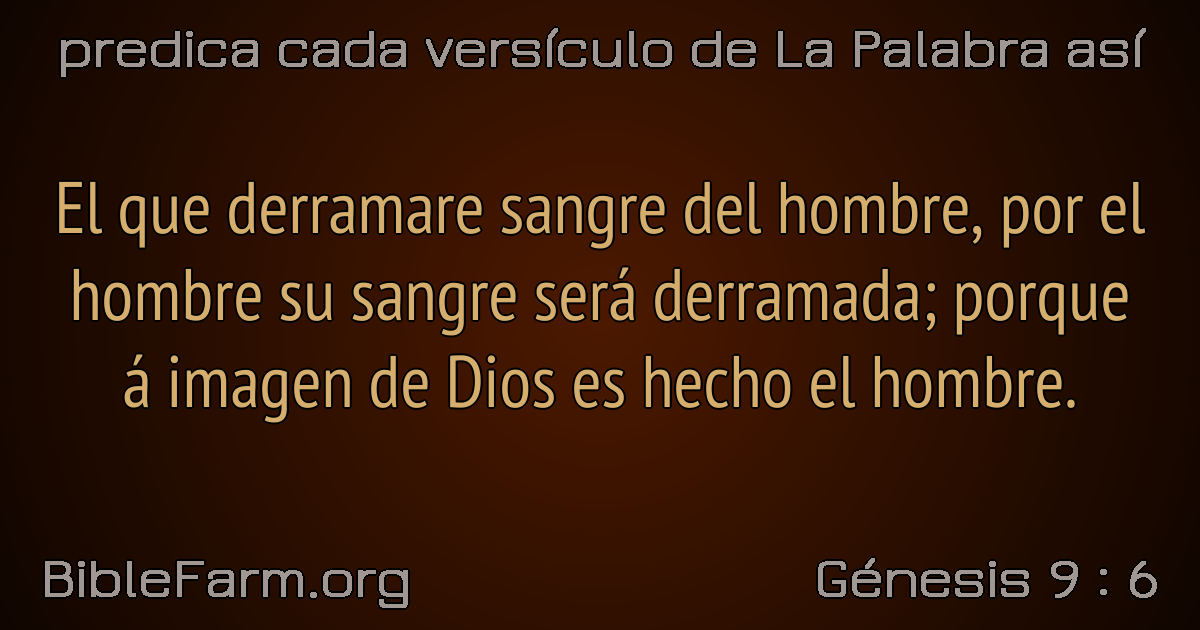 predica cada versículo de La Palabra así
El que derramare sangre del hombre, por el
hombre su sangre será derramada; porque
á imagen de Dios es hecho el hombre.
BibleFarm.org
Génesis 9 : 6